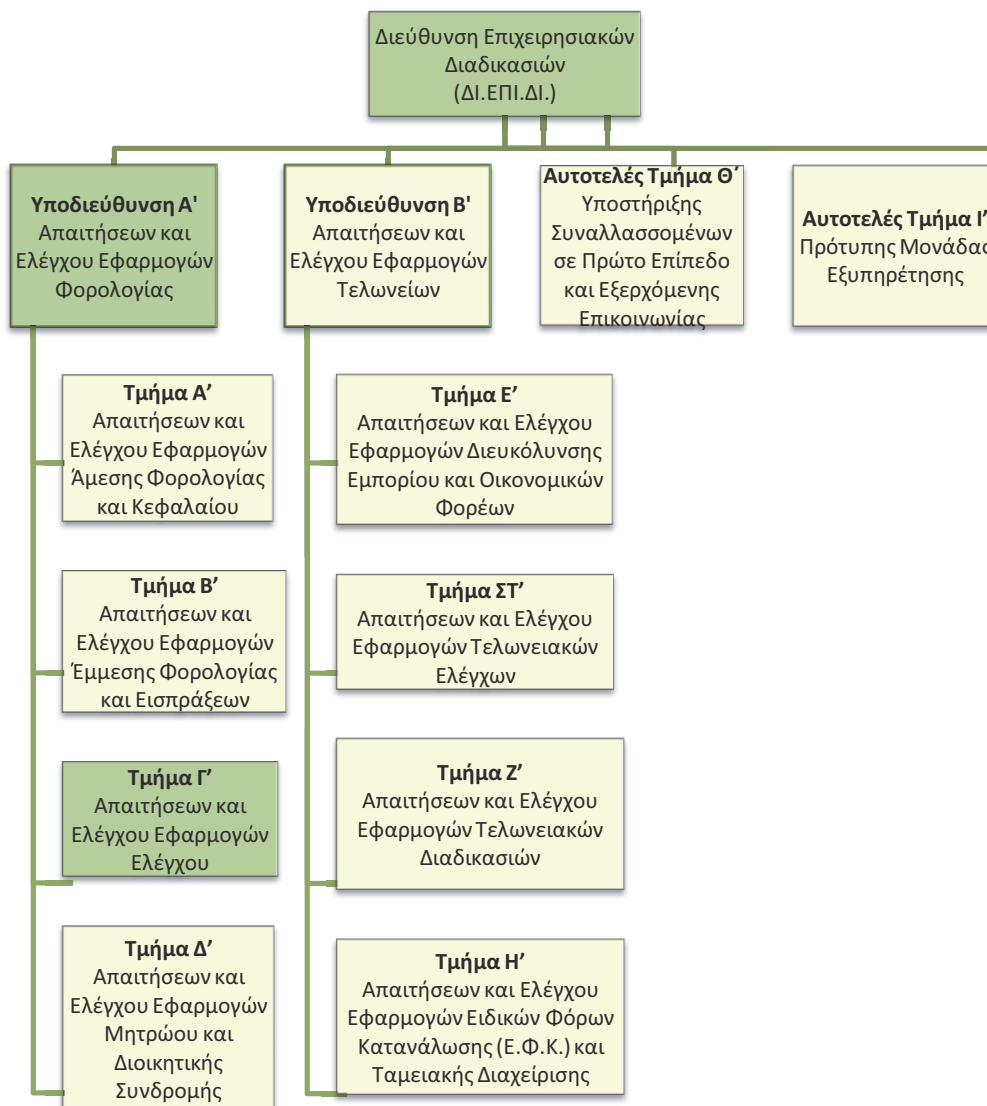 Διεύθυνση Επιχειρησιακών
Διαδικασιών
(ΔΙ.ΕΠΙ.ΔΙ.)
Υποδιεύθυνση Α'
Απαιτήσεων και
Ελέγχου Εφαρμογών
Φορολογίας
Υποδιεύθυνση Β'
Απαιτήσεων και
Ελέγχου Εφαρμογών
Τελωνείων
Αυτοτελές Τμήμα Θ΄
Υποστήριξης
Συναλλασσομένων
σε Πρώτο Επίπεδο
και Εξερχόμενης
Επικοινωνίας
Αυτοτελές Τμήμα Ι’
Πρότυπης Μονάδας
Εξυπηρέτησης
Τμήμα Α’
Απαιτήσεων και
Ελέγχου Εφαρμογών
Άμεσης Φορολογίας
και Κεφαλαίου
Τμήμα Β’
Απαιτήσεων και
Ελέγχου Εφαρμογών
Έμμεσης Φορολογίας
και Εισπράξεων
Τμήμα Γ’
Απαιτήσεων και
Ελέγχου Εφαρμογών
Ελέγχου
Τμήμα Δ’
Απαιτήσεων και
Ελέγχου Εφαρμογών
Μητρώου και
Διοικητικής
Συνδρομής
Τμήμα Ε’
Απαιτήσεων και Ελέγχου
Εφαρμογών Διευκόλυνσης
Εμπορίου και Οικονομικών
Φορέων
Τμήμα ΣΤ’
Απαιτήσεων και Ελέγχου
Εφαρμογών Τελωνειακών
Ελέγχων
Τμήμα Ζ’
Απαιτήσεων και Ελέγχου
Εφαρμογών Τελωνειακών
Διαδικασιών
Τμήμα Η’
Απαιτήσεων και Ελέγχου
Εφαρμογών Ειδικών Φόρων
Κατανάλωσης (Ε.Φ.Κ.) και
Ταμειακής Διαχείρισης